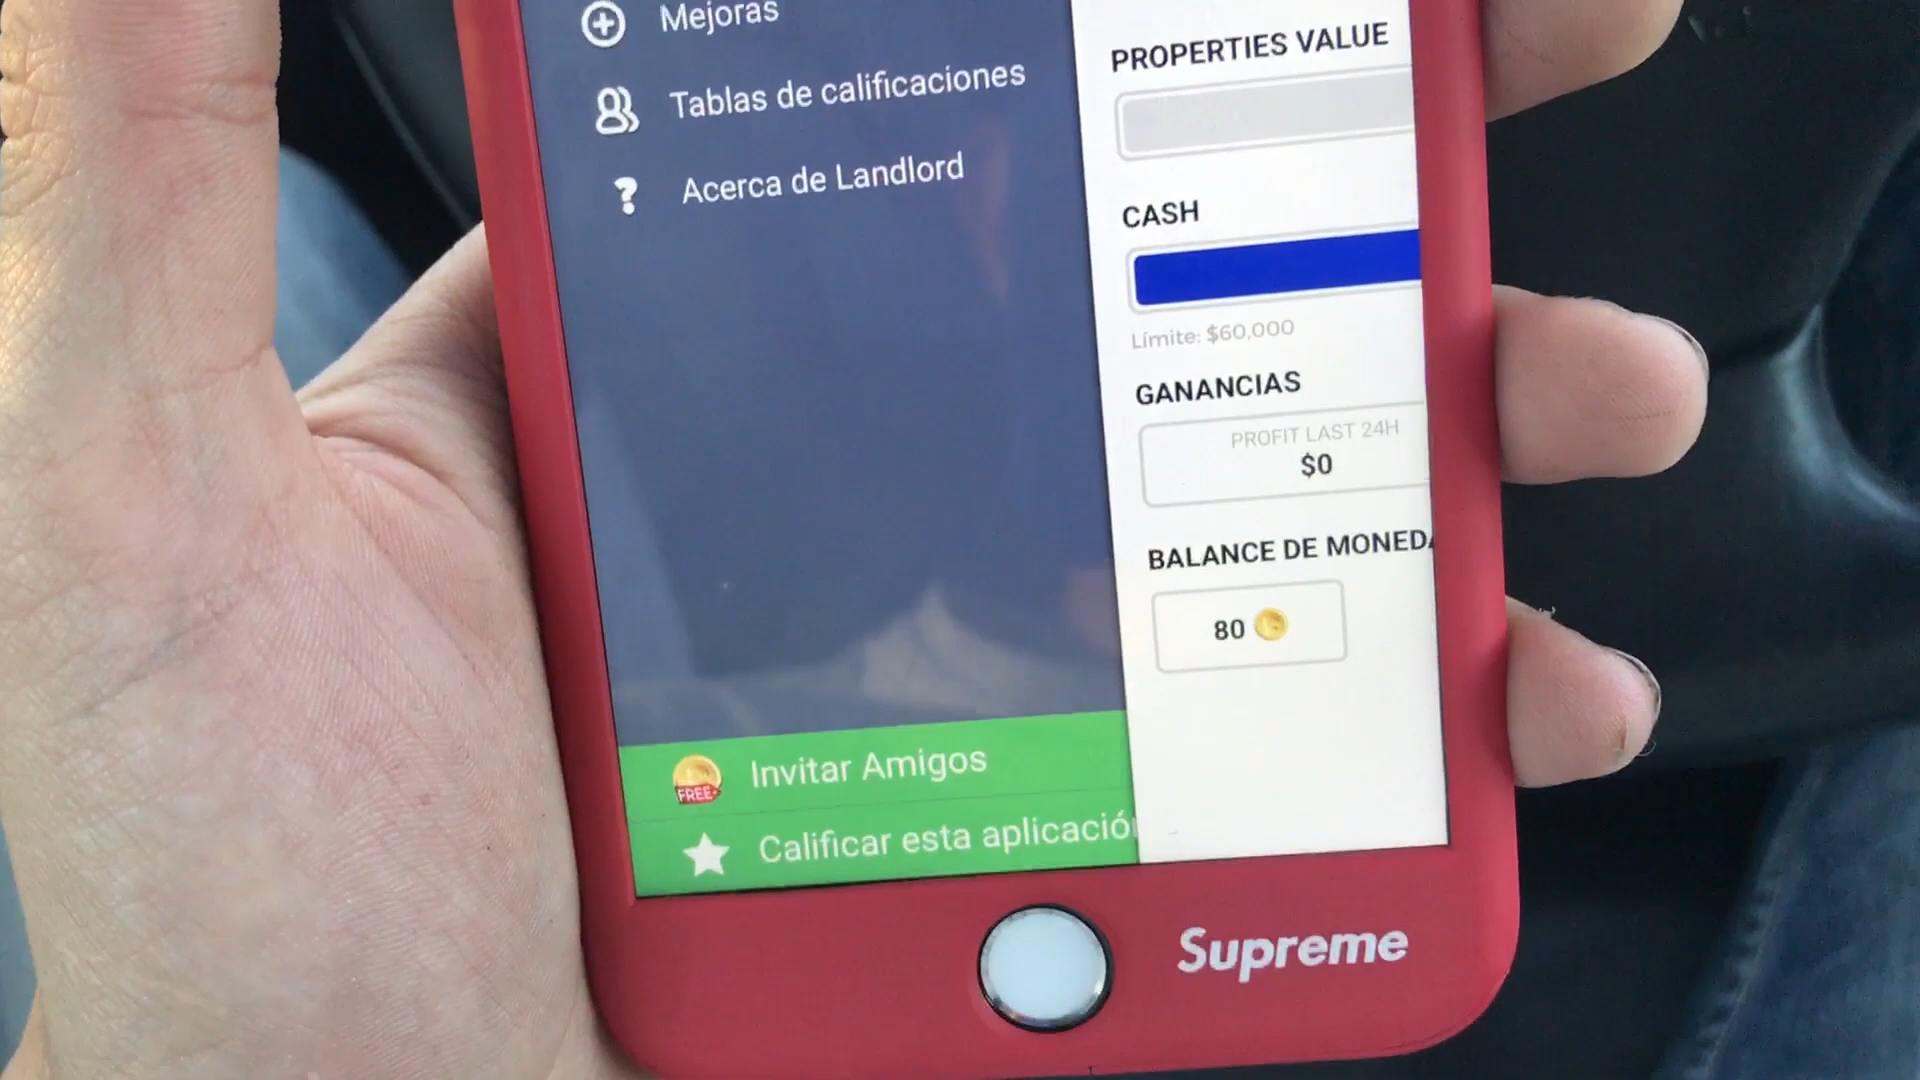 Mejoras
Tablas de calificaciones
Acerca de Landlord
Invitar Amigos
FREE+
Calificar esta aplicación
PROPERTIES VALUE
CASH
Límite: $60,000
GANANCIAS
PROFIT LAST 24H
$0
BALANCE DE MONEDA
80
Supreme